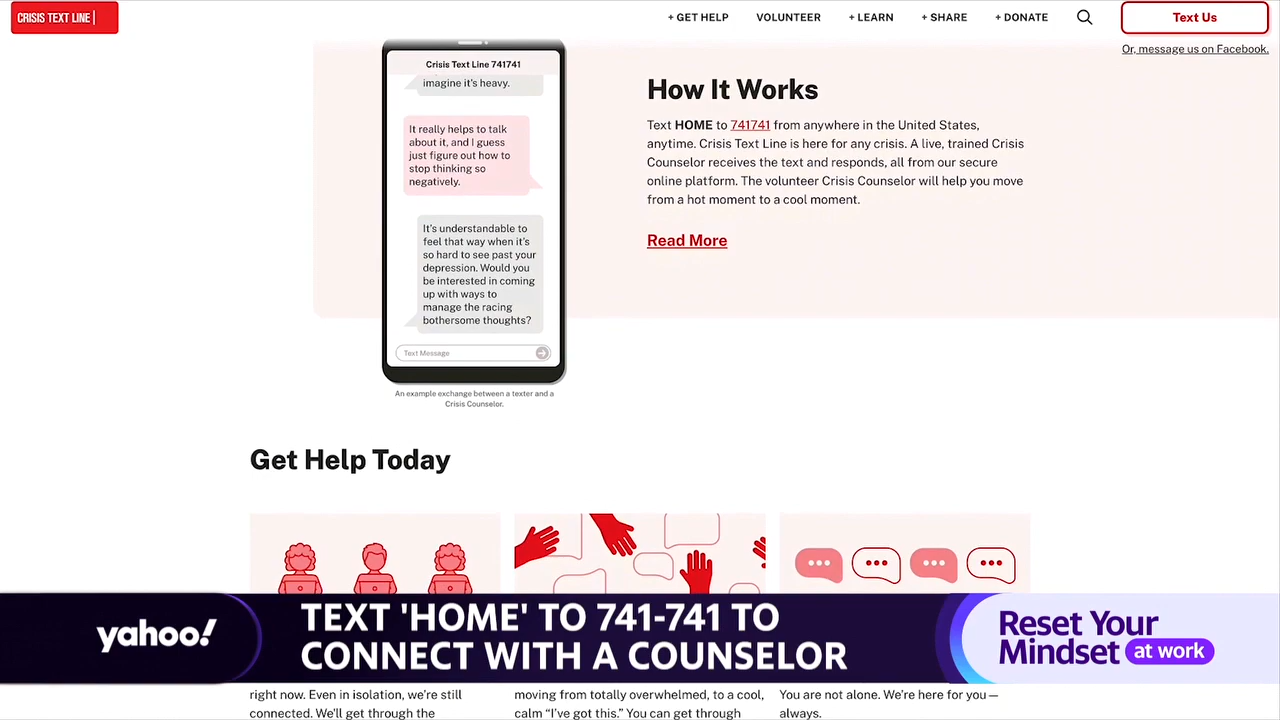 CRISIS TEXT LINE |
+ GET HELP
VOLUNTEER
+ LEARN
+ SHARE
+ DONATE
Text Us
Or, message us on Facebook.
Crisis Text Line 741741
imagine it's heavy.
It really helps to talk
about it, and I guess
just figure out how to
stop thinking so
negatively.
It's understandable to
feel that way when it's
so hard to see past your
depression. Would you
be interested in coming
up with ways to
manage the racing
bothersome thoughts?
Text Message
An example exchange between a texter and a
Crisis Counselor.
How It Works
Text HOME to 741741 from anywhere in the United States,
anytime. Crisis Text Line is here for any crisis. A live, trained Crisis
Counselor receives the text and responds, all from our secure
online platform. The volunteer Crisis Counselor will help you move
from a hot moment to a cool moment.
Read More
Get Help Today
yahoo!
TEXT 'HOME' TO 741-741 TO
CONNECT WITH A COUNSELOR
Reset Your
Mindset at work
right now. Even in isolation, we're still
connected. We'll get through the
moving from totally overwhelmed, to a cool,
calm “I've got this.” You can get through
You are not alone. We're here for you—
always.